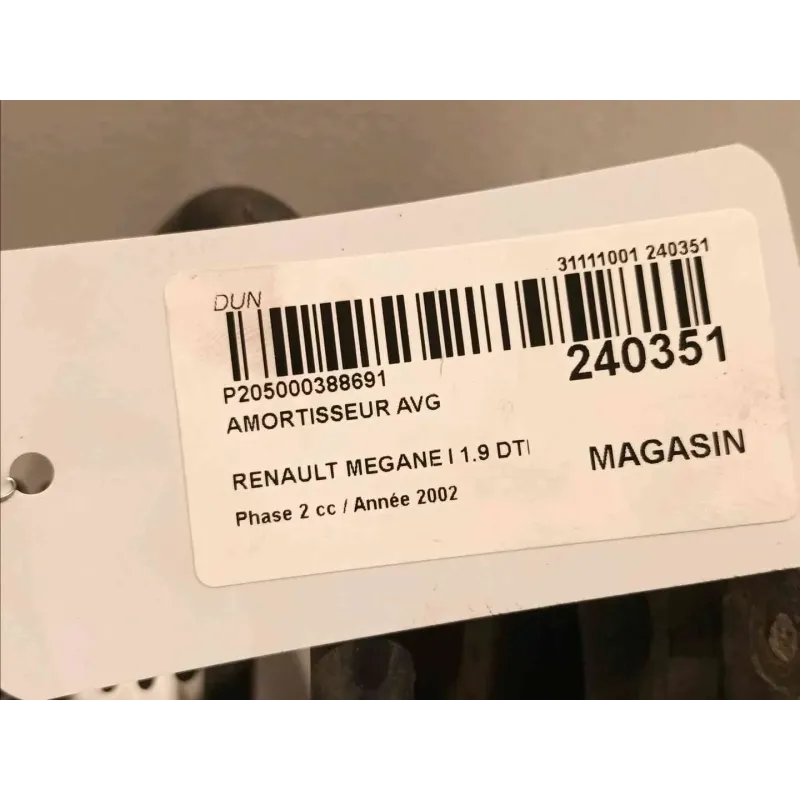 31111001 240351
DUN
P205000388691
240351
AMORTISSEUR AVG
RENAULT MEGANE I 1.9 DTI
MAGASIN
Phase 2 cc / Année 2002